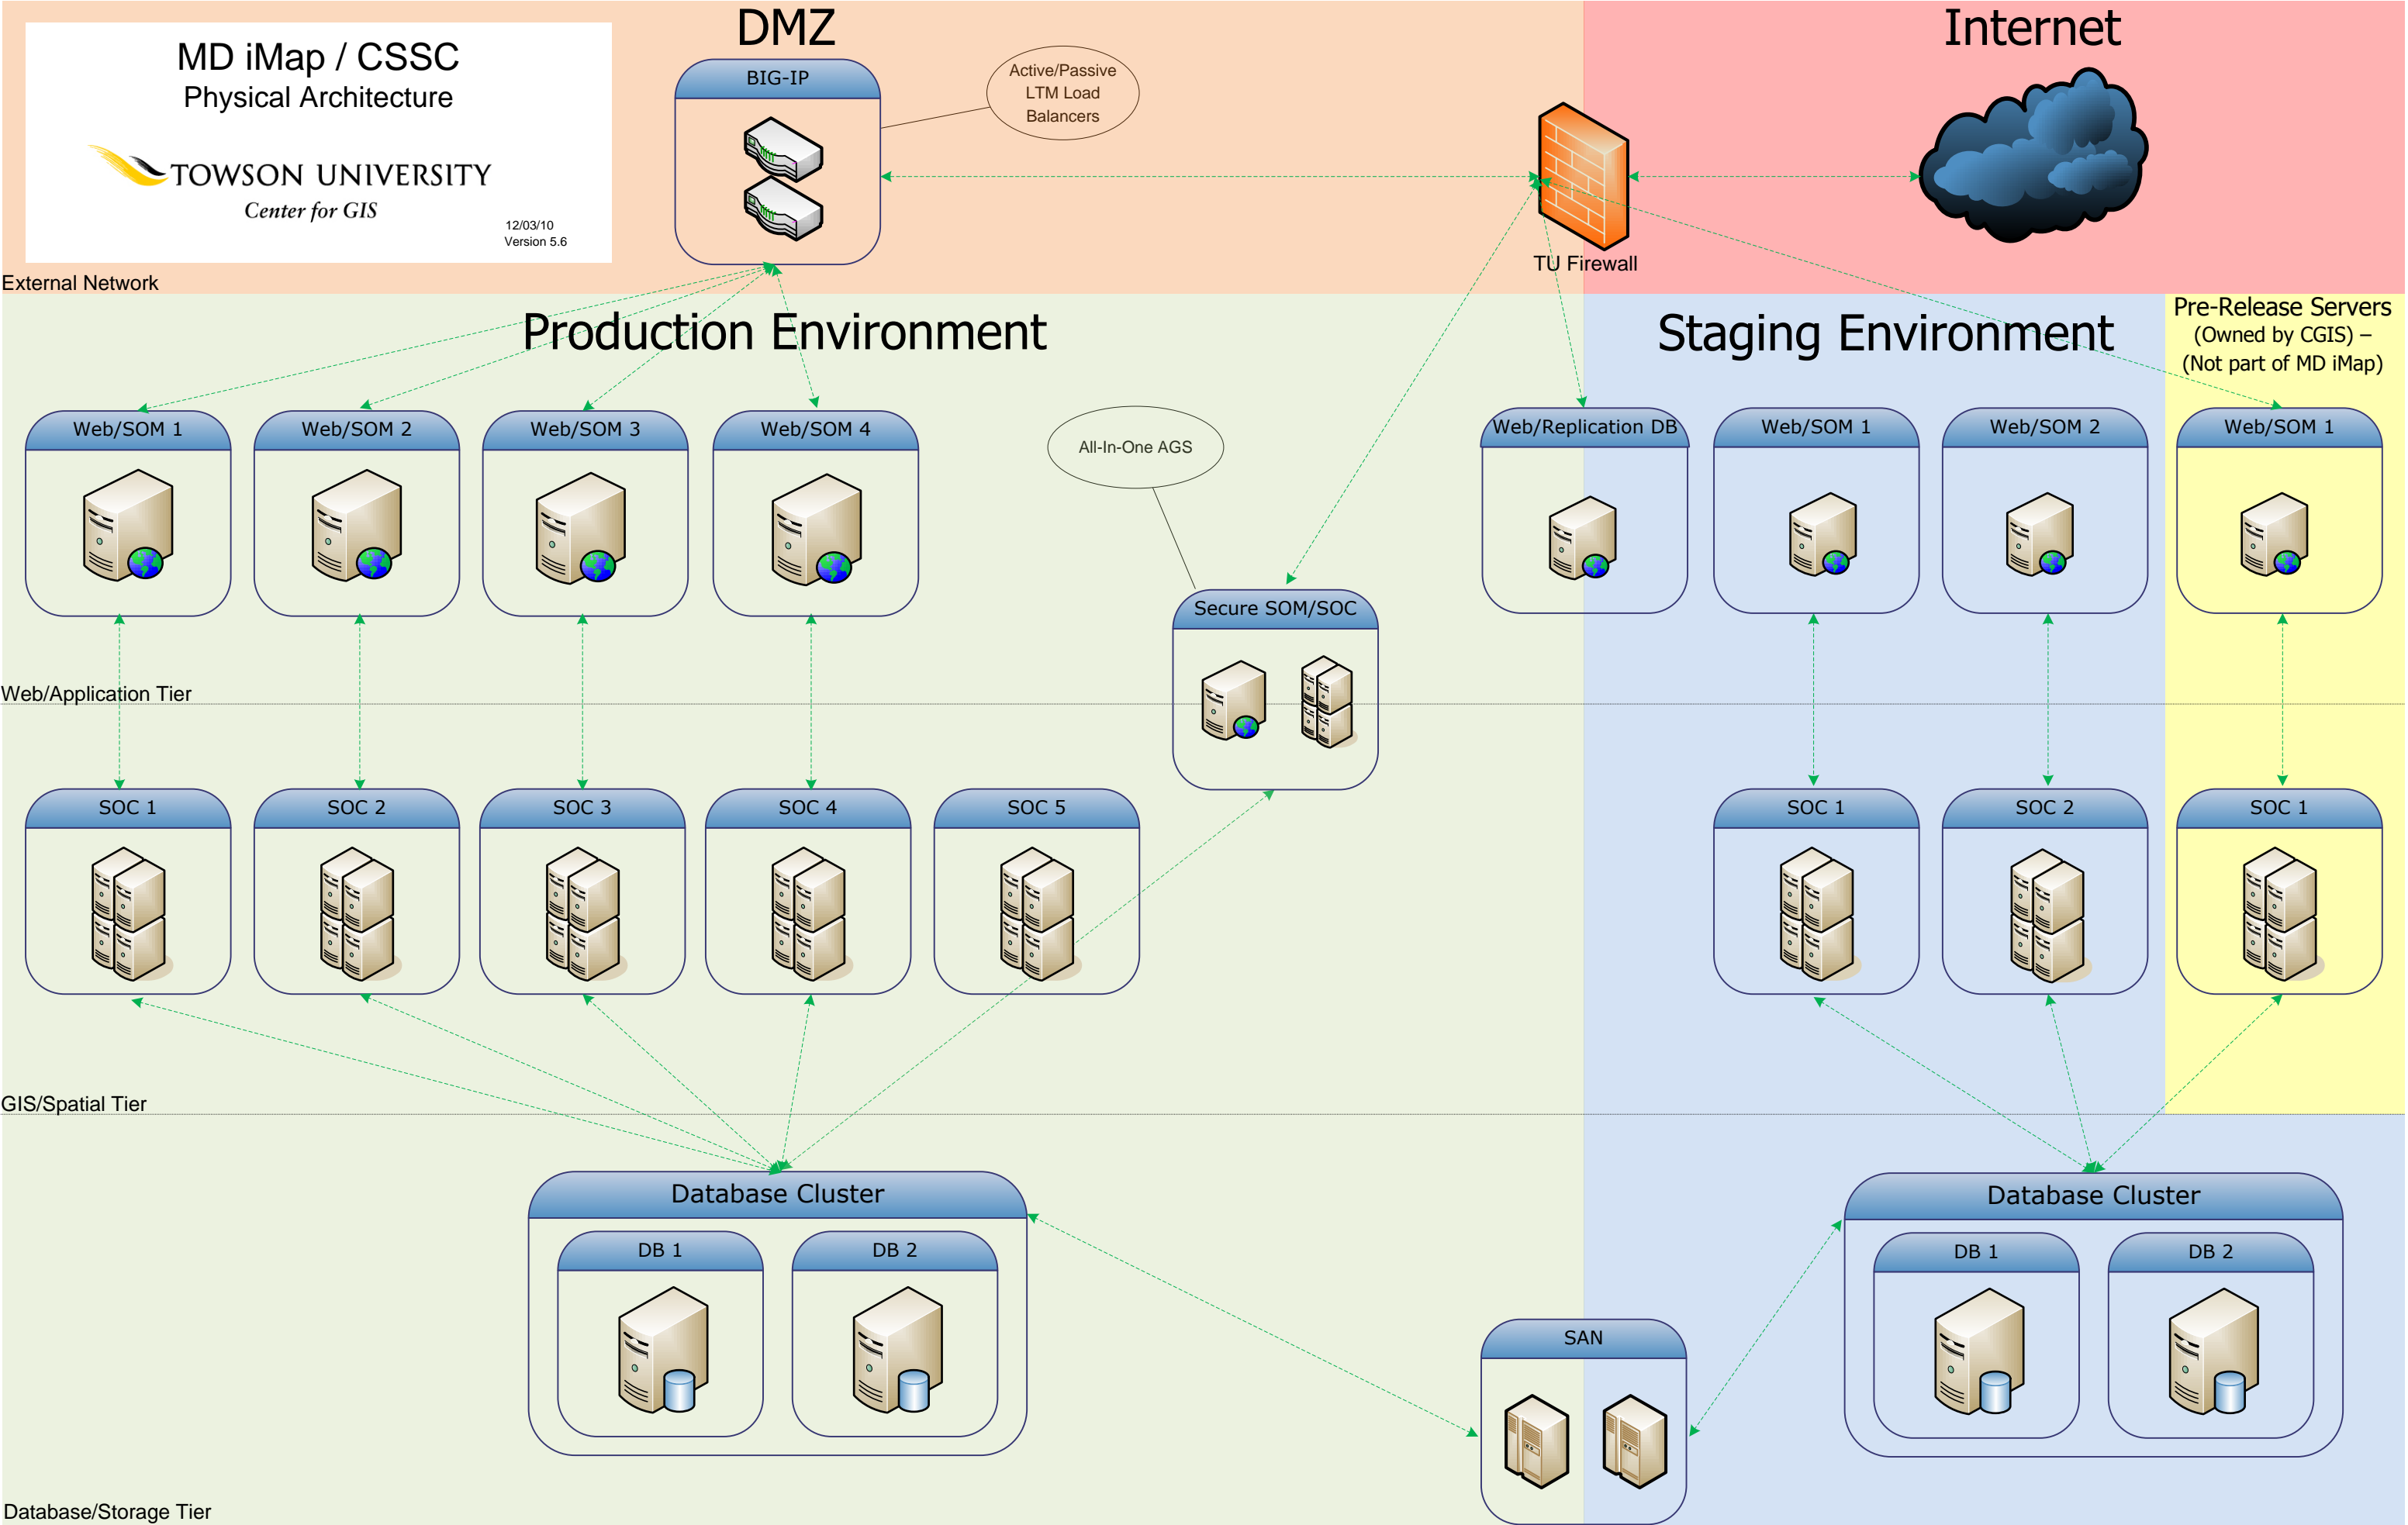 DMZ
Internet
MD iMap / CSSC
Physical Architecture
TOWSON UNIVERSITY
Center for GIS
12/03/10
Version 5.6
BIG-IP
Active/Passive
LTM Load
Balancers
TU Firewall
External Network
Production Environment
Staging Environment
Pre-Release Servers
(Owned by CGIS) –
(Not part of MD iMap)
Web/SOM 1
Web/SOM 2
Web/SOM 3
Web/SOM 4
All-In-One AGS
Web/Replication DB
Web/SOM 1
Web/SOM 2
Web/SOM 1
Secure SOM/SOC
Web/Application Tier
SOC 1
SOC 2
SOC 3
SOC 4
SOC 5
SOC 1
SOC 2
SOC 1
GIS/Spatial Tier
Database Cluster
DB 1
DB 2
Database Cluster
DB 1
DB 2
SAN
Database/Storage Tier